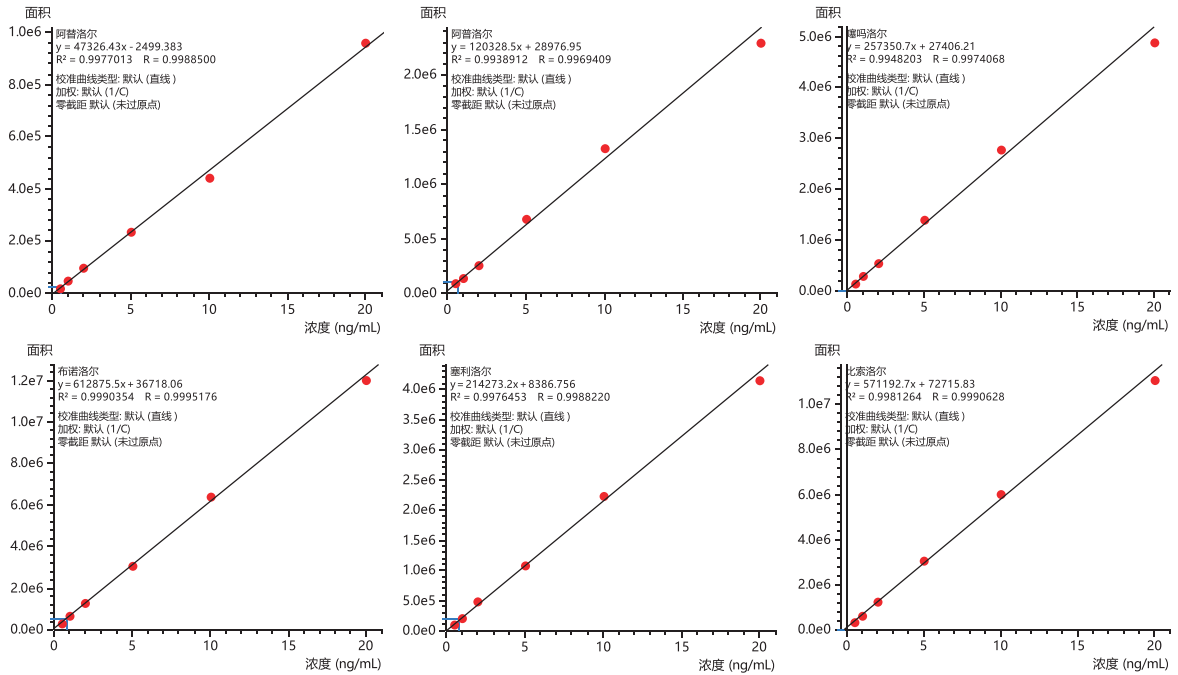 面积
阿替洛尔
y = 47326.43x - 2499.383
R² = 0.9977013 R = 0.9988500
校准曲线类型: 默认 (直线 )
加权: 默认 (1/C)
零截距 默认 (未过原点)
1.0e6
8.0e5
6.0e5
4.0e5
2.0e5
0.0e0
0 5 10 15 20
浓度 (ng/mL)
面积
阿普洛尔
y = 120328.5x + 28976.95
R² = 0.9938912 R = 0.9969409
校准曲线类型: 默认 (直线 )
加权: 默认 (1/C)
零截距 默认 (未过原点)
2.0e6
1.5e6
1.0e6
5.0e5
0.0e0
0 5 10 15 20
浓度 (ng/mL)
面积
噻吗洛尔
y = 257350.7x + 27406.21
R² = 0.9948203 R = 0.9974068
校准曲线类型: 默认 (直线 )
加权: 默认 (1/C)
零截距 默认 (未过原点)
5.0e6
4.0e6
3.0e6
2.0e6
1.0e6
0.0e0
0 5 10 15 20
浓度 (ng/mL)
面积
布诺洛尔
y = 612875.5x + 36718.06
R² = 0.9990354 R = 0.9995176
校准曲线类型: 默认 (直线 )
加权: 默认 (1/C)
零截距 默认 (未过原点)
1.2e7
1.0e7
8.0e6
6.0e6
4.0e6
2.0e6
0.0e0
0 5 10 15 20
浓度 (ng/mL)
面积
塞利洛尔
y = 214273.2x + 8386.756
R² = 0.9976453 R = 0.9988220
校准曲线类型: 默认 (直线 )
加权: 默认 (1/C)
零截距 默认 (未过原点)
4.0e6
3.5e6
3.0e6
2.5e6
2.0e6
1.5e6
1.0e6
5.0e5
0.0e0
0 5 10 15 20
浓度 (ng/mL)
面积
比索洛尔
y = 571192.7x + 72715.83
R² = 0.9981264 R = 0.9990628
校准曲线类型: 默认 (直线 )
加权: 默认 (1/C)
零截距 默认 (未过原点)
1.0e7
8.0e6
6.0e6
4.0e6
2.0e6
0.0e0
0 5 10 15 20
浓度 (ng/mL)